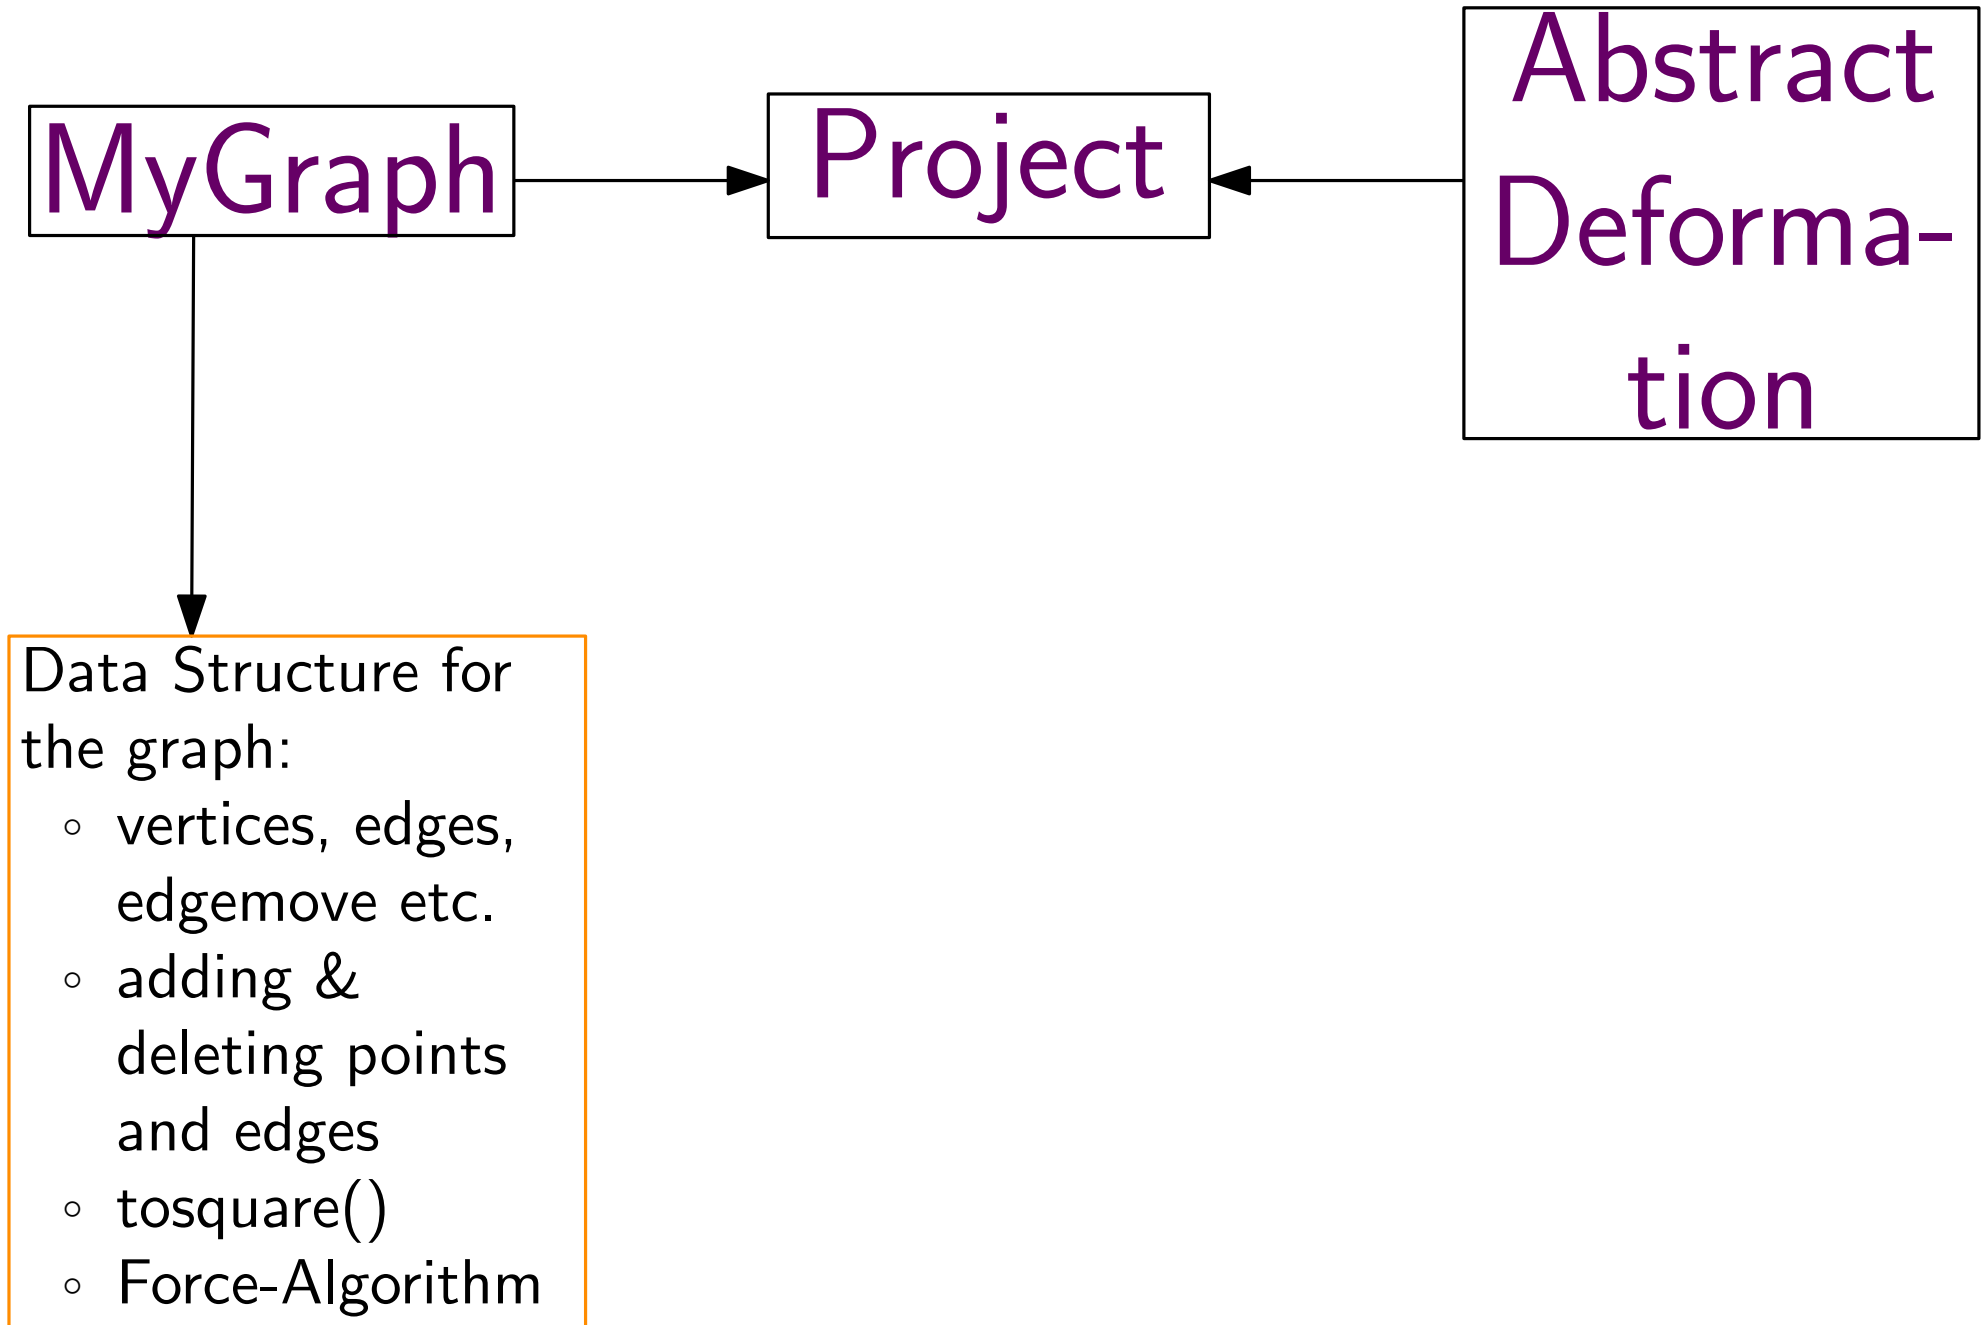 MyGraph
Project
Abstract
Deforma-
tion
Data Structure for
the graph:
◦ vertices, edges,
edgemove etc.
◦ adding &
deleting points
and edges
◦ tosquare()
◦ Force-Algorithm